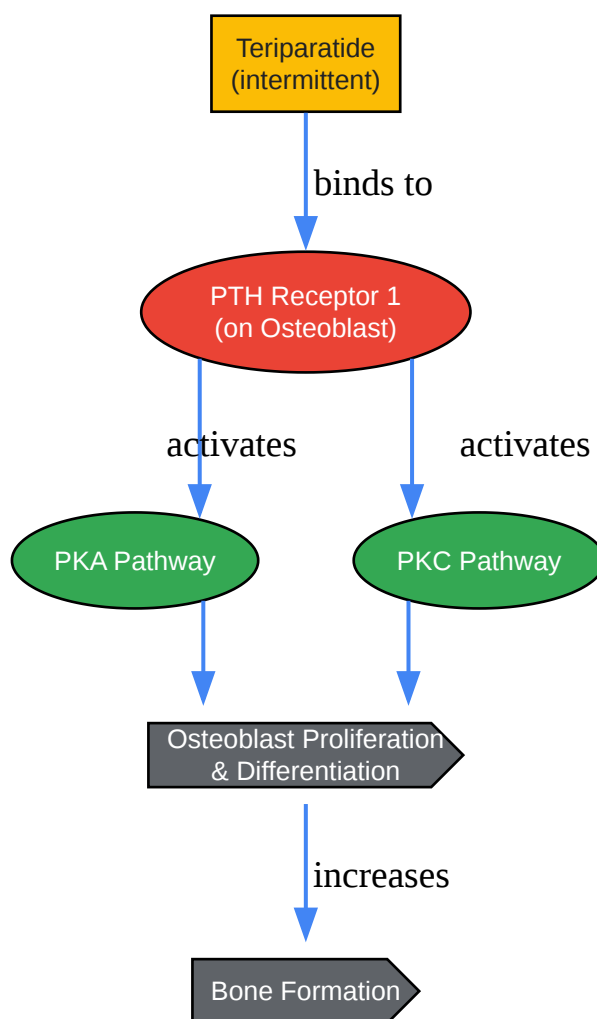 Teriparatide
(intermittent)
binds to
PTH Receptor 1
(on Osteoblast)
activates
activates
PKA Pathway
PKC Pathway
Osteoblast Proliferation
& Differentiation
increases
Bone Formation